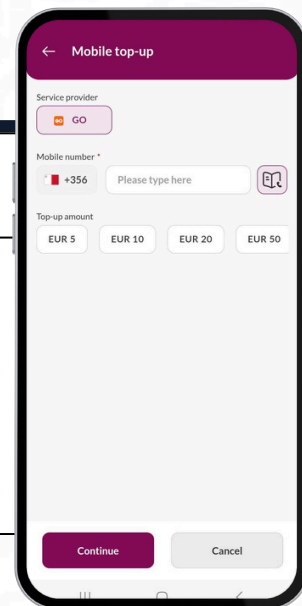 Mobile top-up
Service provider
GO
Mobile number *
+356 Please type here
Top-up amount
EUR 5 EUR 10 EUR 20 EUR 50
Continue Cancel